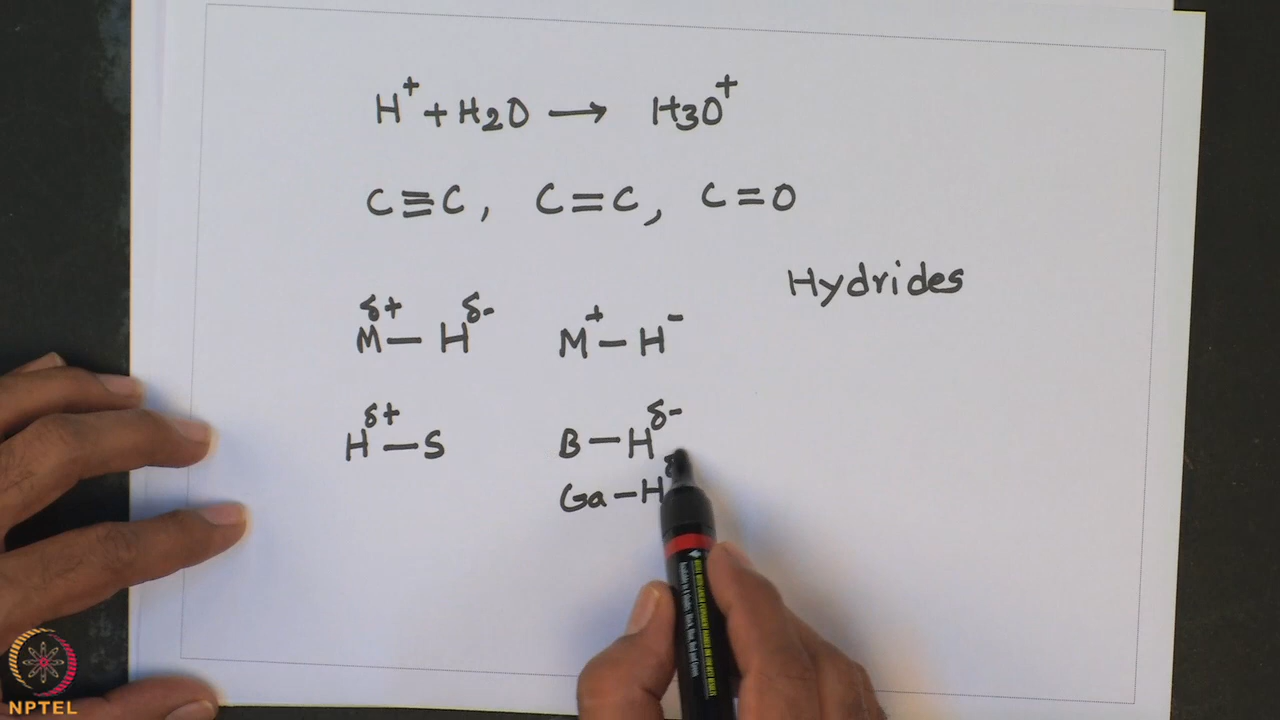 H⁺ + H2O ⟶ H3O⁺
C≡C, C=C, C=O
Hydrides
δ+ δ-
M—H M⁺—H⁻
δ+ δ-
H—S B—H
Ga—H
NPTEL